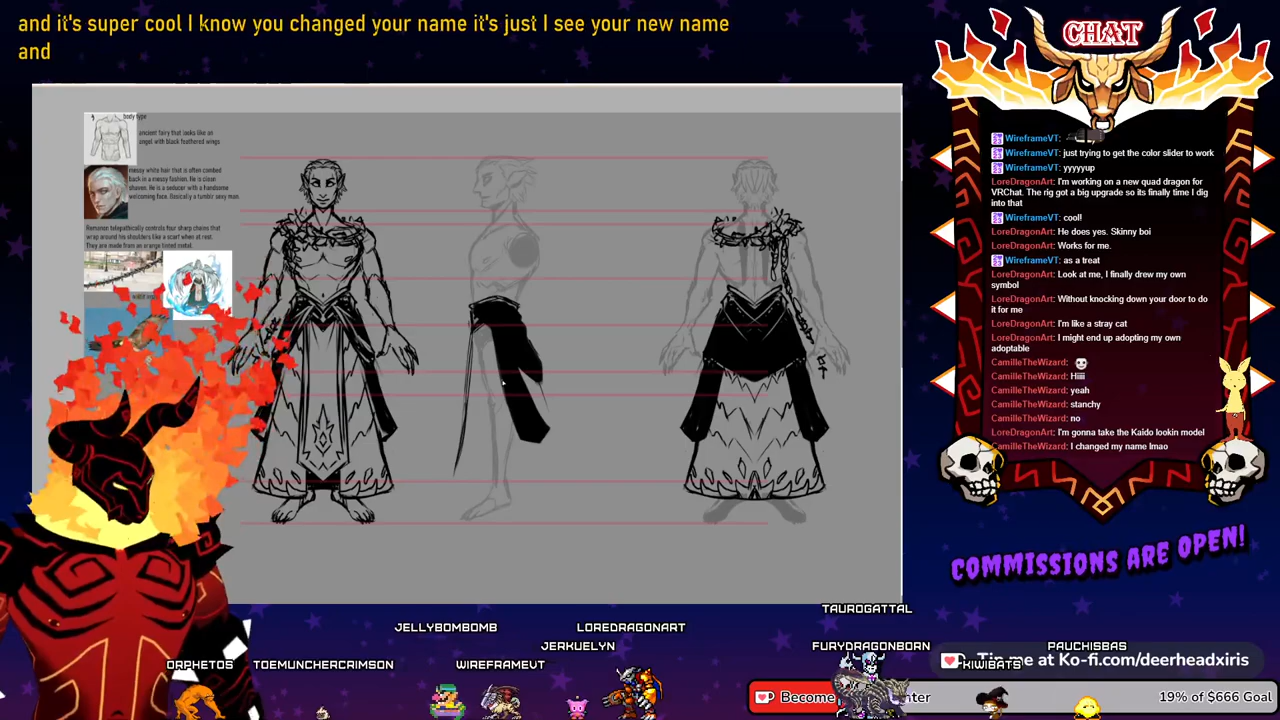 and it's super cool I know you changed your name it's just I see your new name
and
body type
ancient fairy that looks like an
angel with black feathered wings
messy white hair that is often combed
back in a messy fashion. He is clean
shaven. He is a seducer with a handsome
welcoming face. Basically a tumblr sexy man.
telepathically controls four sharp chains that
wrap around his shoulders like a scarf when at rest.
They are made from an orange tinted metal.
CHAT
WireframeVT:
WireframeVT: just trying to get the color slider to work
WireframeVT: yyyyyup
LoreDragonArt: I'm working on a new quad dragon for
VRChat. The rig got a big upgrade so its finally time I dig
into that
WireframeVT: cool!
LoreDragonArt: He does yes. Skinny boi
LoreDragonArt: Works for me.
WireframeVT: as a treat
LoreDragonArt: Look at me, I finally drew my own
symbol
LoreDragonArt: Without knocking down your door to do
it for me
LoreDragonArt: I'm like a stray cat
LoreDragonArt: I might end up adopting my own
adoptable
CamilleTheWizard:
CamilleTheWizard: Hiiii
CamilleTheWizard: yeah
CamilleTheWizard: stanchy
CamilleTheWizard: no
LoreDragonArt: I'm gonna take the Kaido lookin model
CamilleTheWizard: I changed my name lmao
COMMISSIONS ARE OPEN!
TAUROGATTAL
JELLYBOMBOMB
LOREDRAGONART
JERKUELYN
FURYDRAGONBORN
PAUCHISBAS
ORPHETOS
TOEMUNCHERCRIMSON
WIREFRAMEVT
KIWIBATS
Tip me at Ko-fi.com/deerheadxiris
Become
19% of $666 Goal